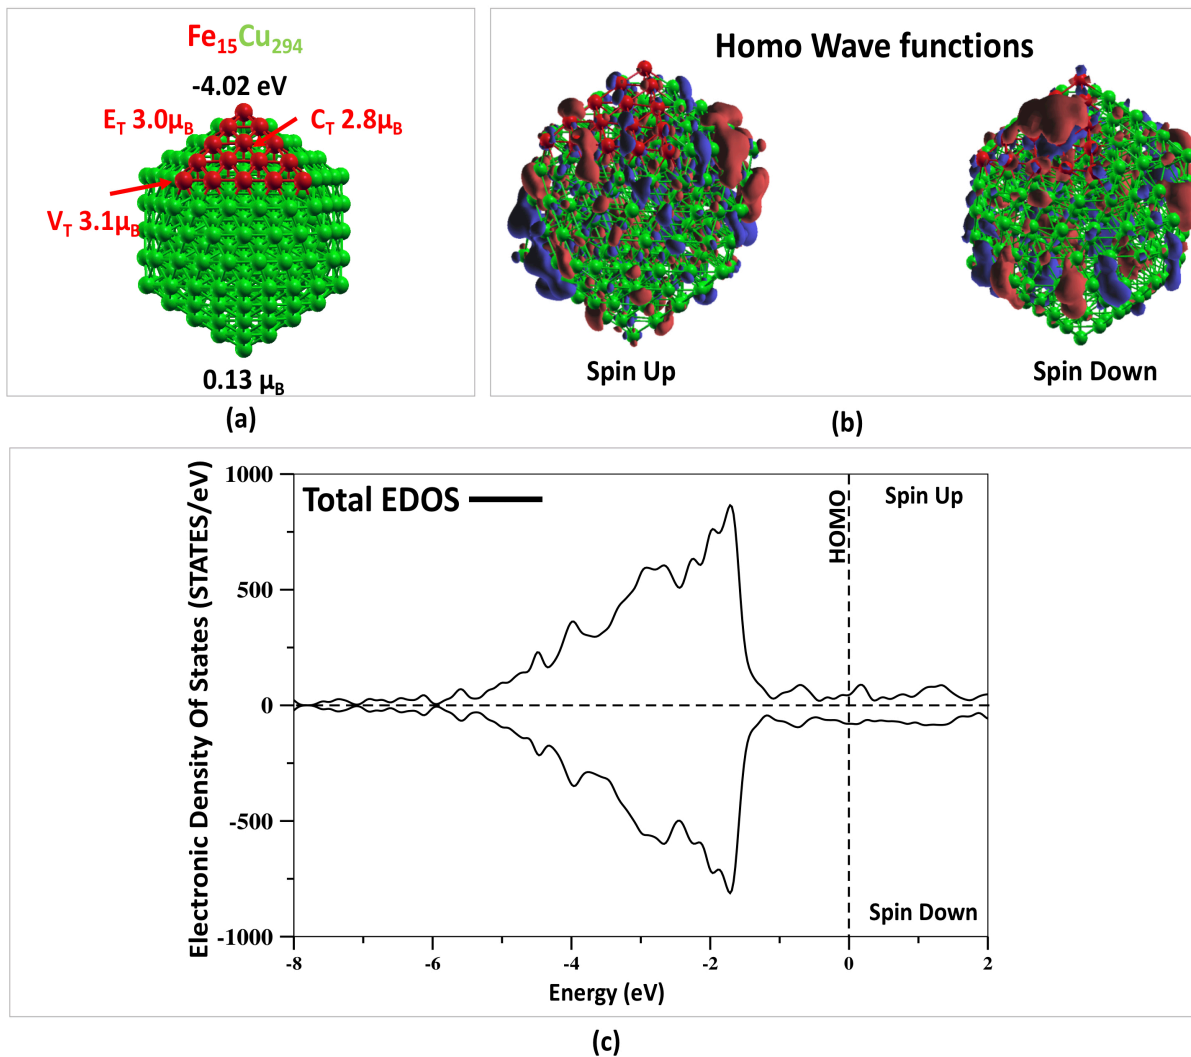 Fe15Cu294
-4.02 eV
ET 3.0μB
CT 2.8μB
VT 3.1μB
0.13 μB
(a)
Homo Wave functions
Spin Up
Spin Down
(b)
Electronic Density Of States (STATES/eV)
1000
500
0
-500
-1000
Total EDOS
HOMO
Spin Up
Spin Down
-8
-6
-4
-2
0
2
Energy (eV)
(c)